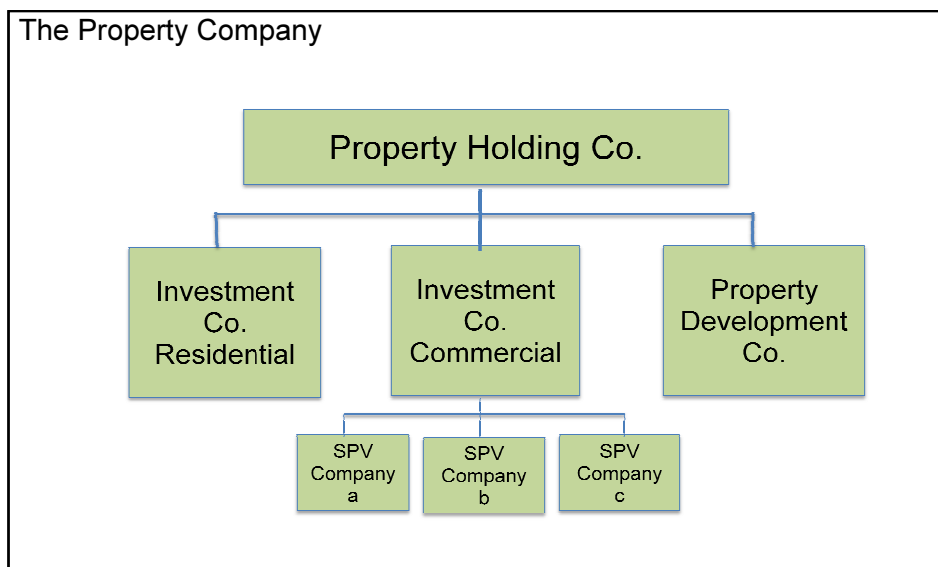 The Property Company
Property Holding Co.
Investment
Co.
Residential
Investment
Co.
Commercial
Property
Development
Co.
SPV
Company
a
SPV
Company
b
SPV
Company
c